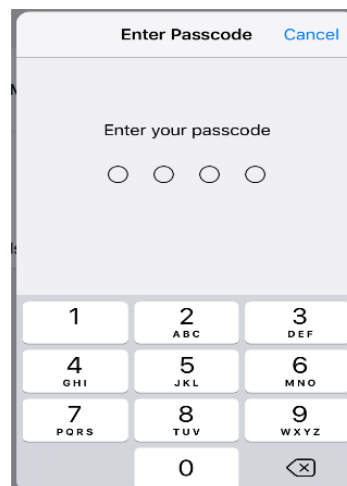 Enter Passcode Cancel
Enter your passcode
1 2 3
ABC DEF
4 5 6
GHI JKL MNO
7 8 9
PQRS TUV WXYZ
0